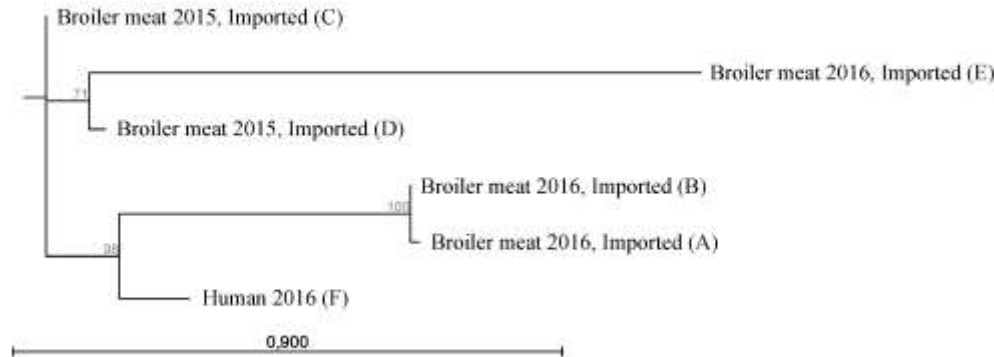 Broiler meat 2015, Imported (C)
Broiler meat 2016, Imported (E)
71
Broiler meat 2015, Imported (D)
Broiler meat 2016, Imported (B)
100
Broiler meat 2016, Imported (A)
98
Human 2016 (F)
0,900